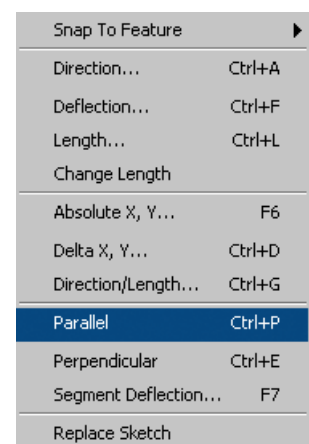 Snap To Feature
Direction... Ctrl+A
Deflection... Ctrl+F
Length... Ctrl+L
Change Length
Absolute X, Y... F6
Delta X, Y... Ctrl+D
Direction/Length... Ctrl+G
Parallel Ctrl+P
Perpendicular Ctrl+E
Segment Deflection... F7
Replace Sketch